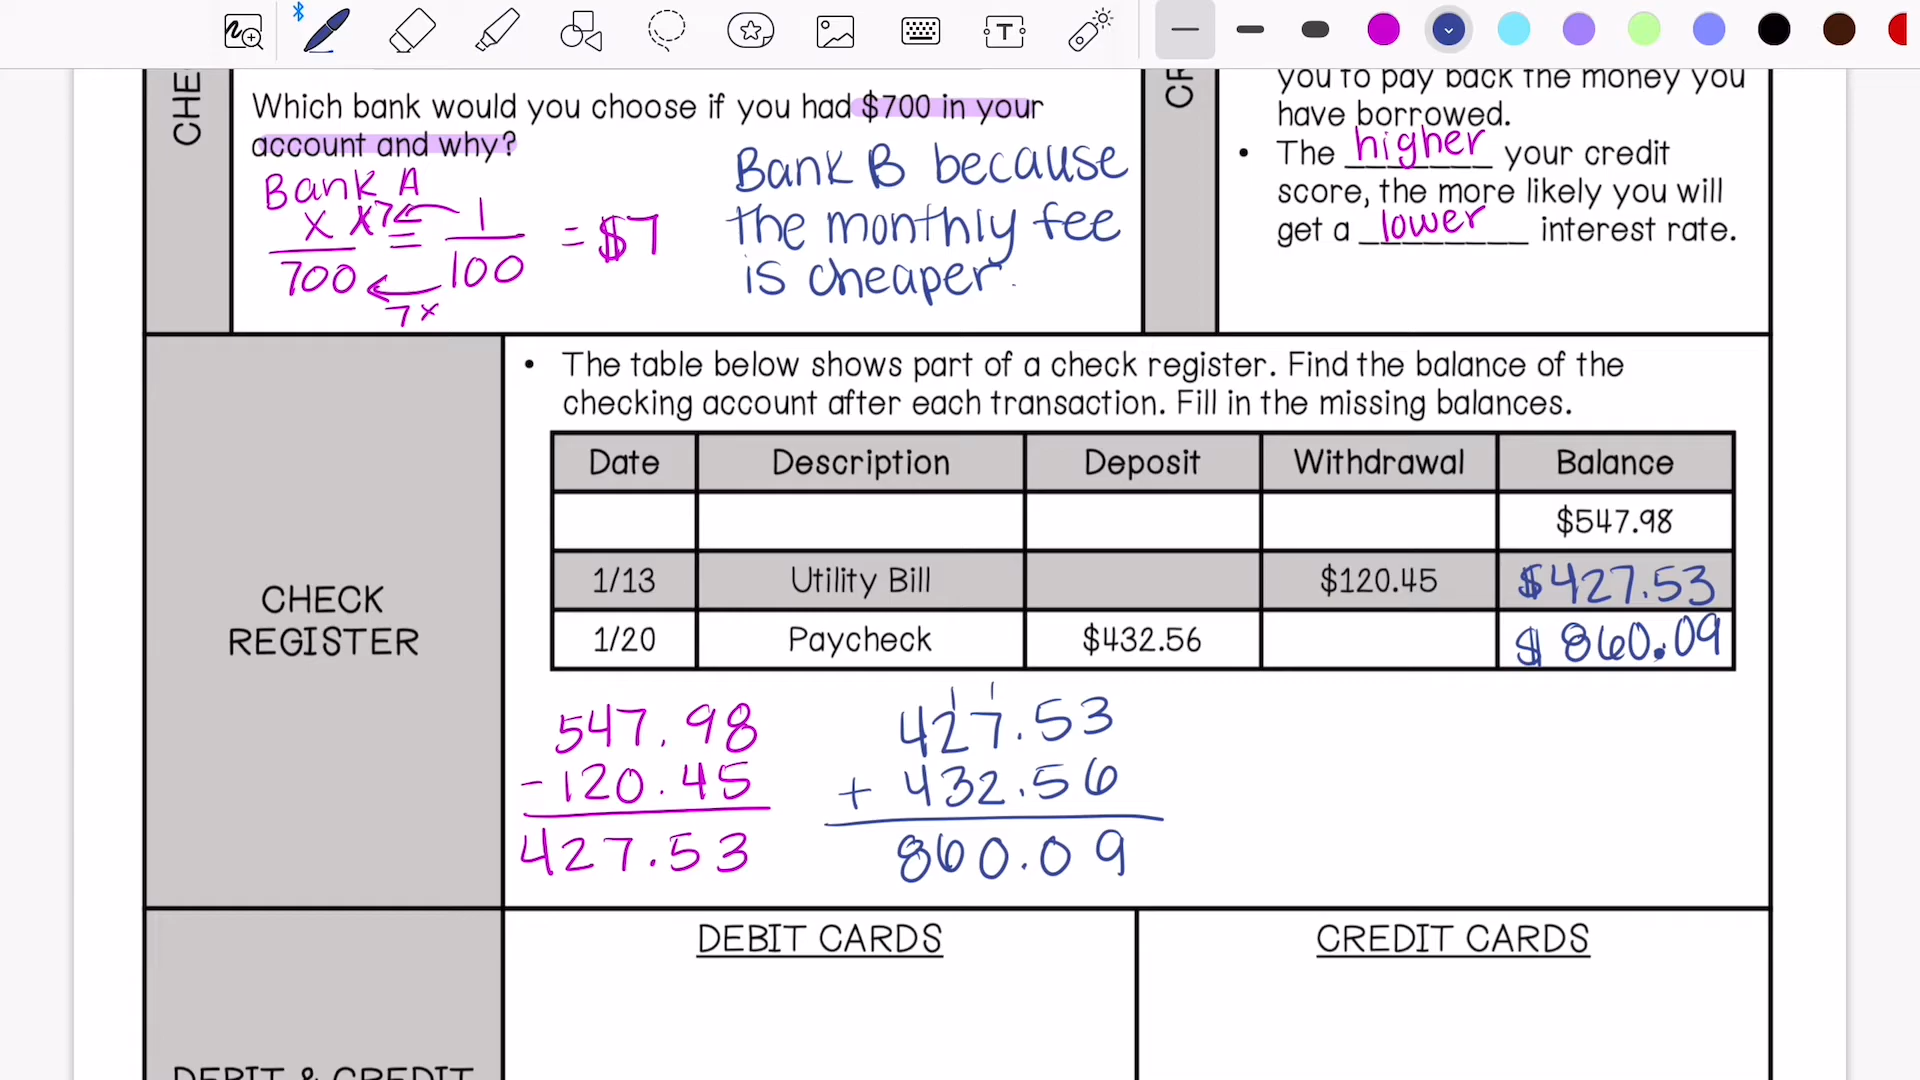 T
CHE
Which bank would you choose if you had $700 in your
account and why?
Bank A
x x7 1
700 = 100 = $7
7x
Bank B because
the monthly fee
is cheaper.
CR
you to pay back the money you
have borrowed.
• The higher your credit
score, the more likely you will
get a lower interest rate.
CHECK
REGISTER
• The table below shows part of a check register. Find the balance of the
checking account after each transaction. Fill in the missing balances.
Date Description Deposit Withdrawal Balance
$547.98
1/13 Utility Bill $120.45 $427.53
1/20 Paycheck $432.56 $860.09
547.98
-120.45
427.53
1 1
427.53
+ 432.56
860.09
DEBIT & CREDIT
DEBIT CARDS
CREDIT CARDS